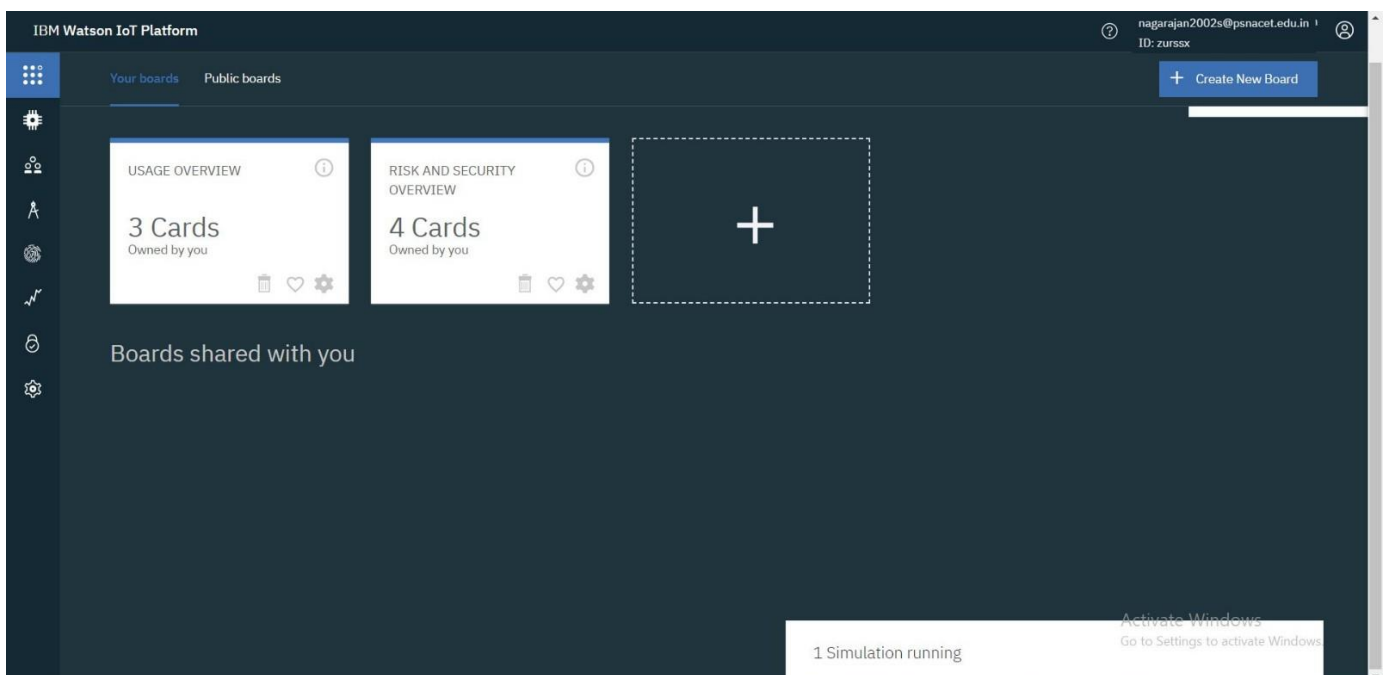 IBM Watson IoT Platform
nagarajan2002s@psnacet.edu.in
ID: zurssx
Your boards
Public boards
Create New Board
USAGE OVERVIEW
3 Cards
Owned by you
RISK AND SECURITY
OVERVIEW
4 Cards
Owned by you
Boards shared with you
1 Simulation running
Activate Windows
Go to Settings to activate Windows.